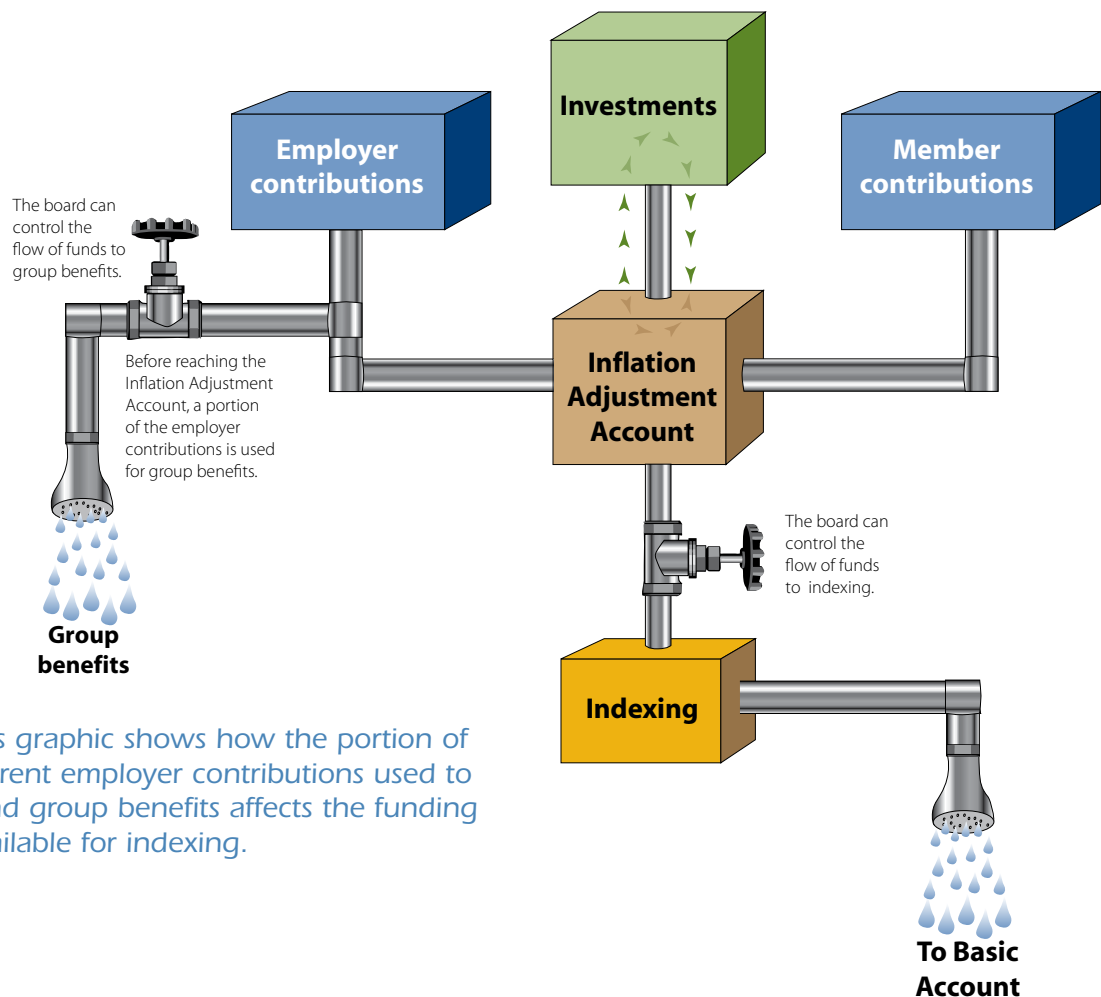 Investments
Employer
contributions
Member
contributions
The board can
control the
flow of funds to
group benefits.
Before reaching the
Inflation Adjustment
Account, a portion
of the employer
contributions is used
for group benefits.
Inflation
Adjustment
Account
The board can
control the
flow of funds
to indexing.
Group
benefits
Indexing
graphic shows how the portion of
employer contributions used to
group benefits affects the funding
for indexing.
To Basic
Account